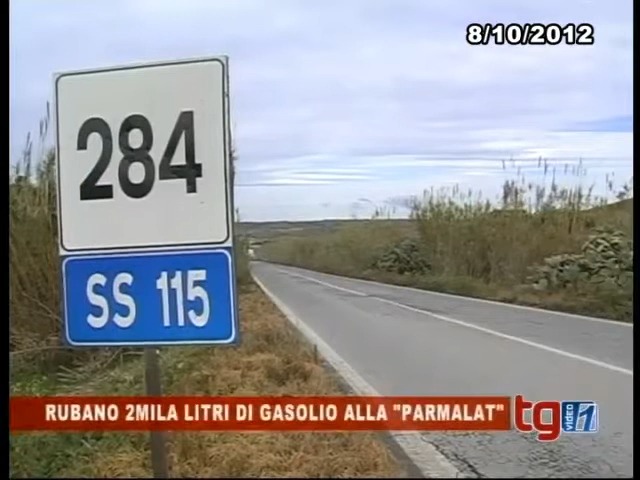 8/10/2012
284
SS 115
RUBANO 2MILA LITRI DI GASOLIO ALLA "PARMALAT"
tg VIDEO 1